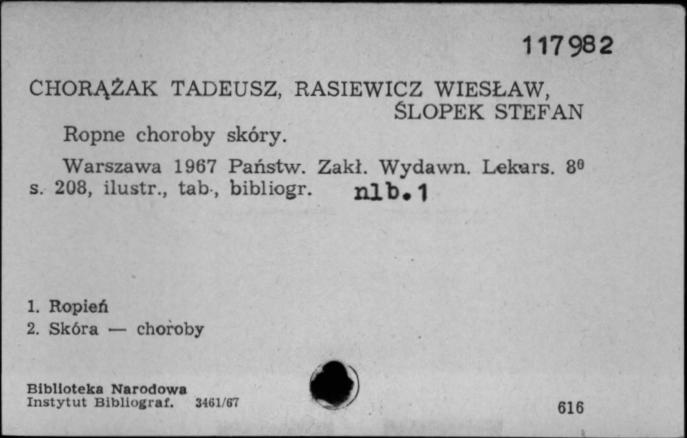 117982
CHORĄŻAK TADEUSZ, RASIEWICZ WIESŁAW,
ŚLOPEK STEFAN
Ropne choroby skóry.
Warszawa 1967 Państw. Zakł. Wydawn. Lekars. 8⁰
s. 208, ilustr., tab., bibliogr. nlb.1
1. Ropień
2. Skóra — choroby
Biblioteka Narodowa
Instytut Bibliograf. 3461/67
616